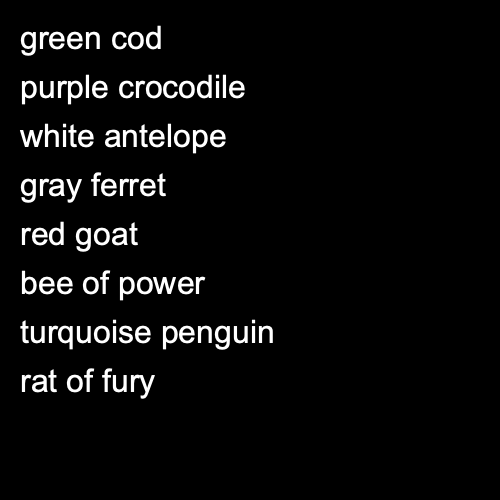 green cod
purple crocodile
white antelope
gray ferret
red goat
bee of power
turquoise penguin
rat of fury